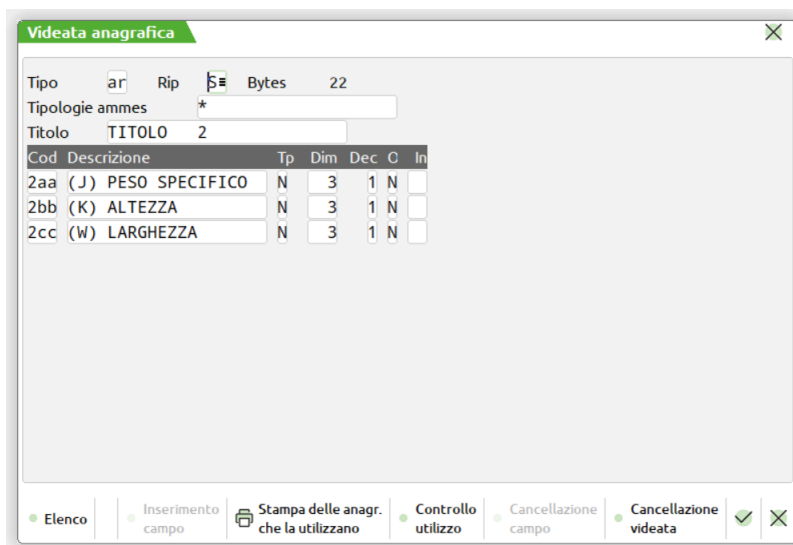 Videata anagrafica
Tipo ar Rip S Bytes 22
Tipologie ammes *
Titolo TITOLO 2
Cod Descrizione Tp Dim Dec O In
2aa (J) PESO SPECIFICO N 3 1 N
2bb (K) ALTEZZA N 3 1 N
2cc (W) LARGHEZZA N 3 1 N
Elenco
Inserimento
campo
Stampa delle anagr.
che la utilizzano
Controllo
utilizzo
Cancellazione
campo
Cancellazione
videata